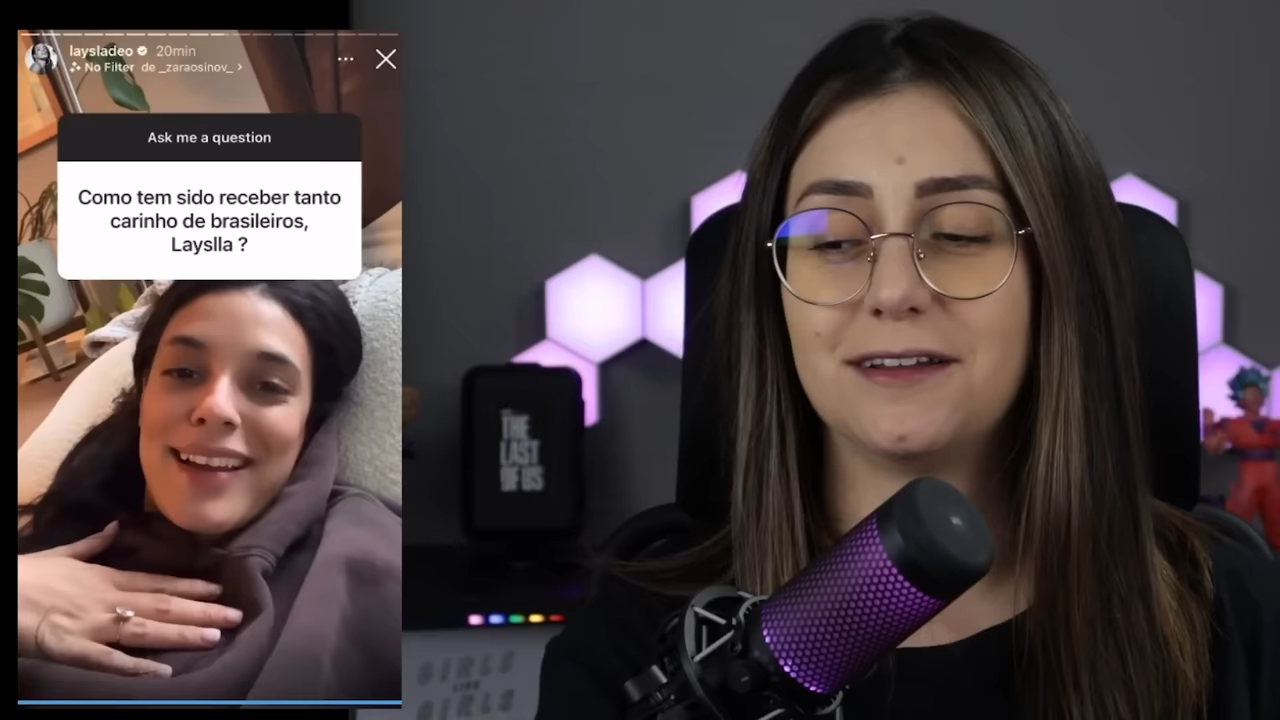 laysladeo 20min
No Filter de _zaraosinov_ >
Ask me a question
Como tem sido receber tanto
carinho de brasileiros,
Layslla ?
THE
LAST
OF US
GIRLS
LIKE
GIRLS